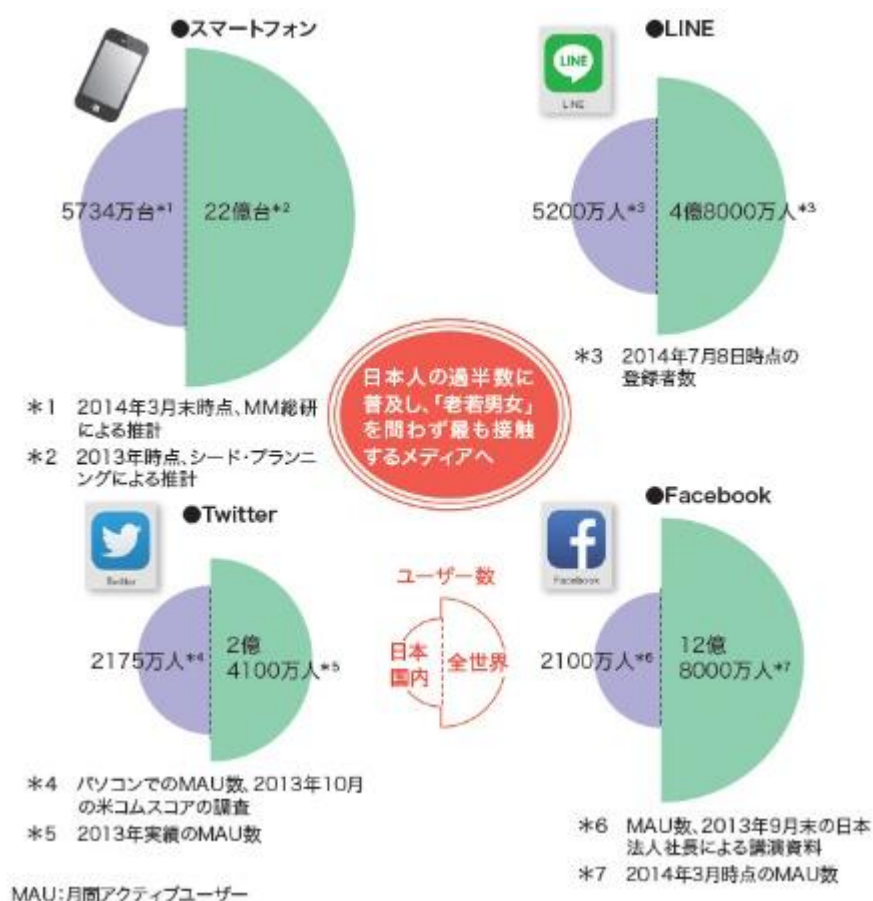 ●スマートフォン
5734万台*1
22億台*2
*1 2014年3月末時点、MM総研
による推計
*2 2013年時点、シード・プランニ
ングによる推計
●LINE
LINE
LINE
5200万人*3
4億8000万人*3
*3 2014年7月8日時点の
登録者数
日本人の過半数に
普及し、「老若男女」
を問わず最も接触
するメディアへ
●Twitter
Twitter
2175万人*4
2億
4100万人*5
*4 パソコンでのMAU数、2013年10月
の米コムスコアの調査
*5 2013年実績のMAU数
ユーザー数
日本
国内
全世界
●Facebook
Facebook
2100万人*6
12億
8000万人*7
*6 MAU数、2013年9月末の日本
法人社長による講演資料
*7 2014年3月時点のMAU数
MAU：月間アクティブユーザー